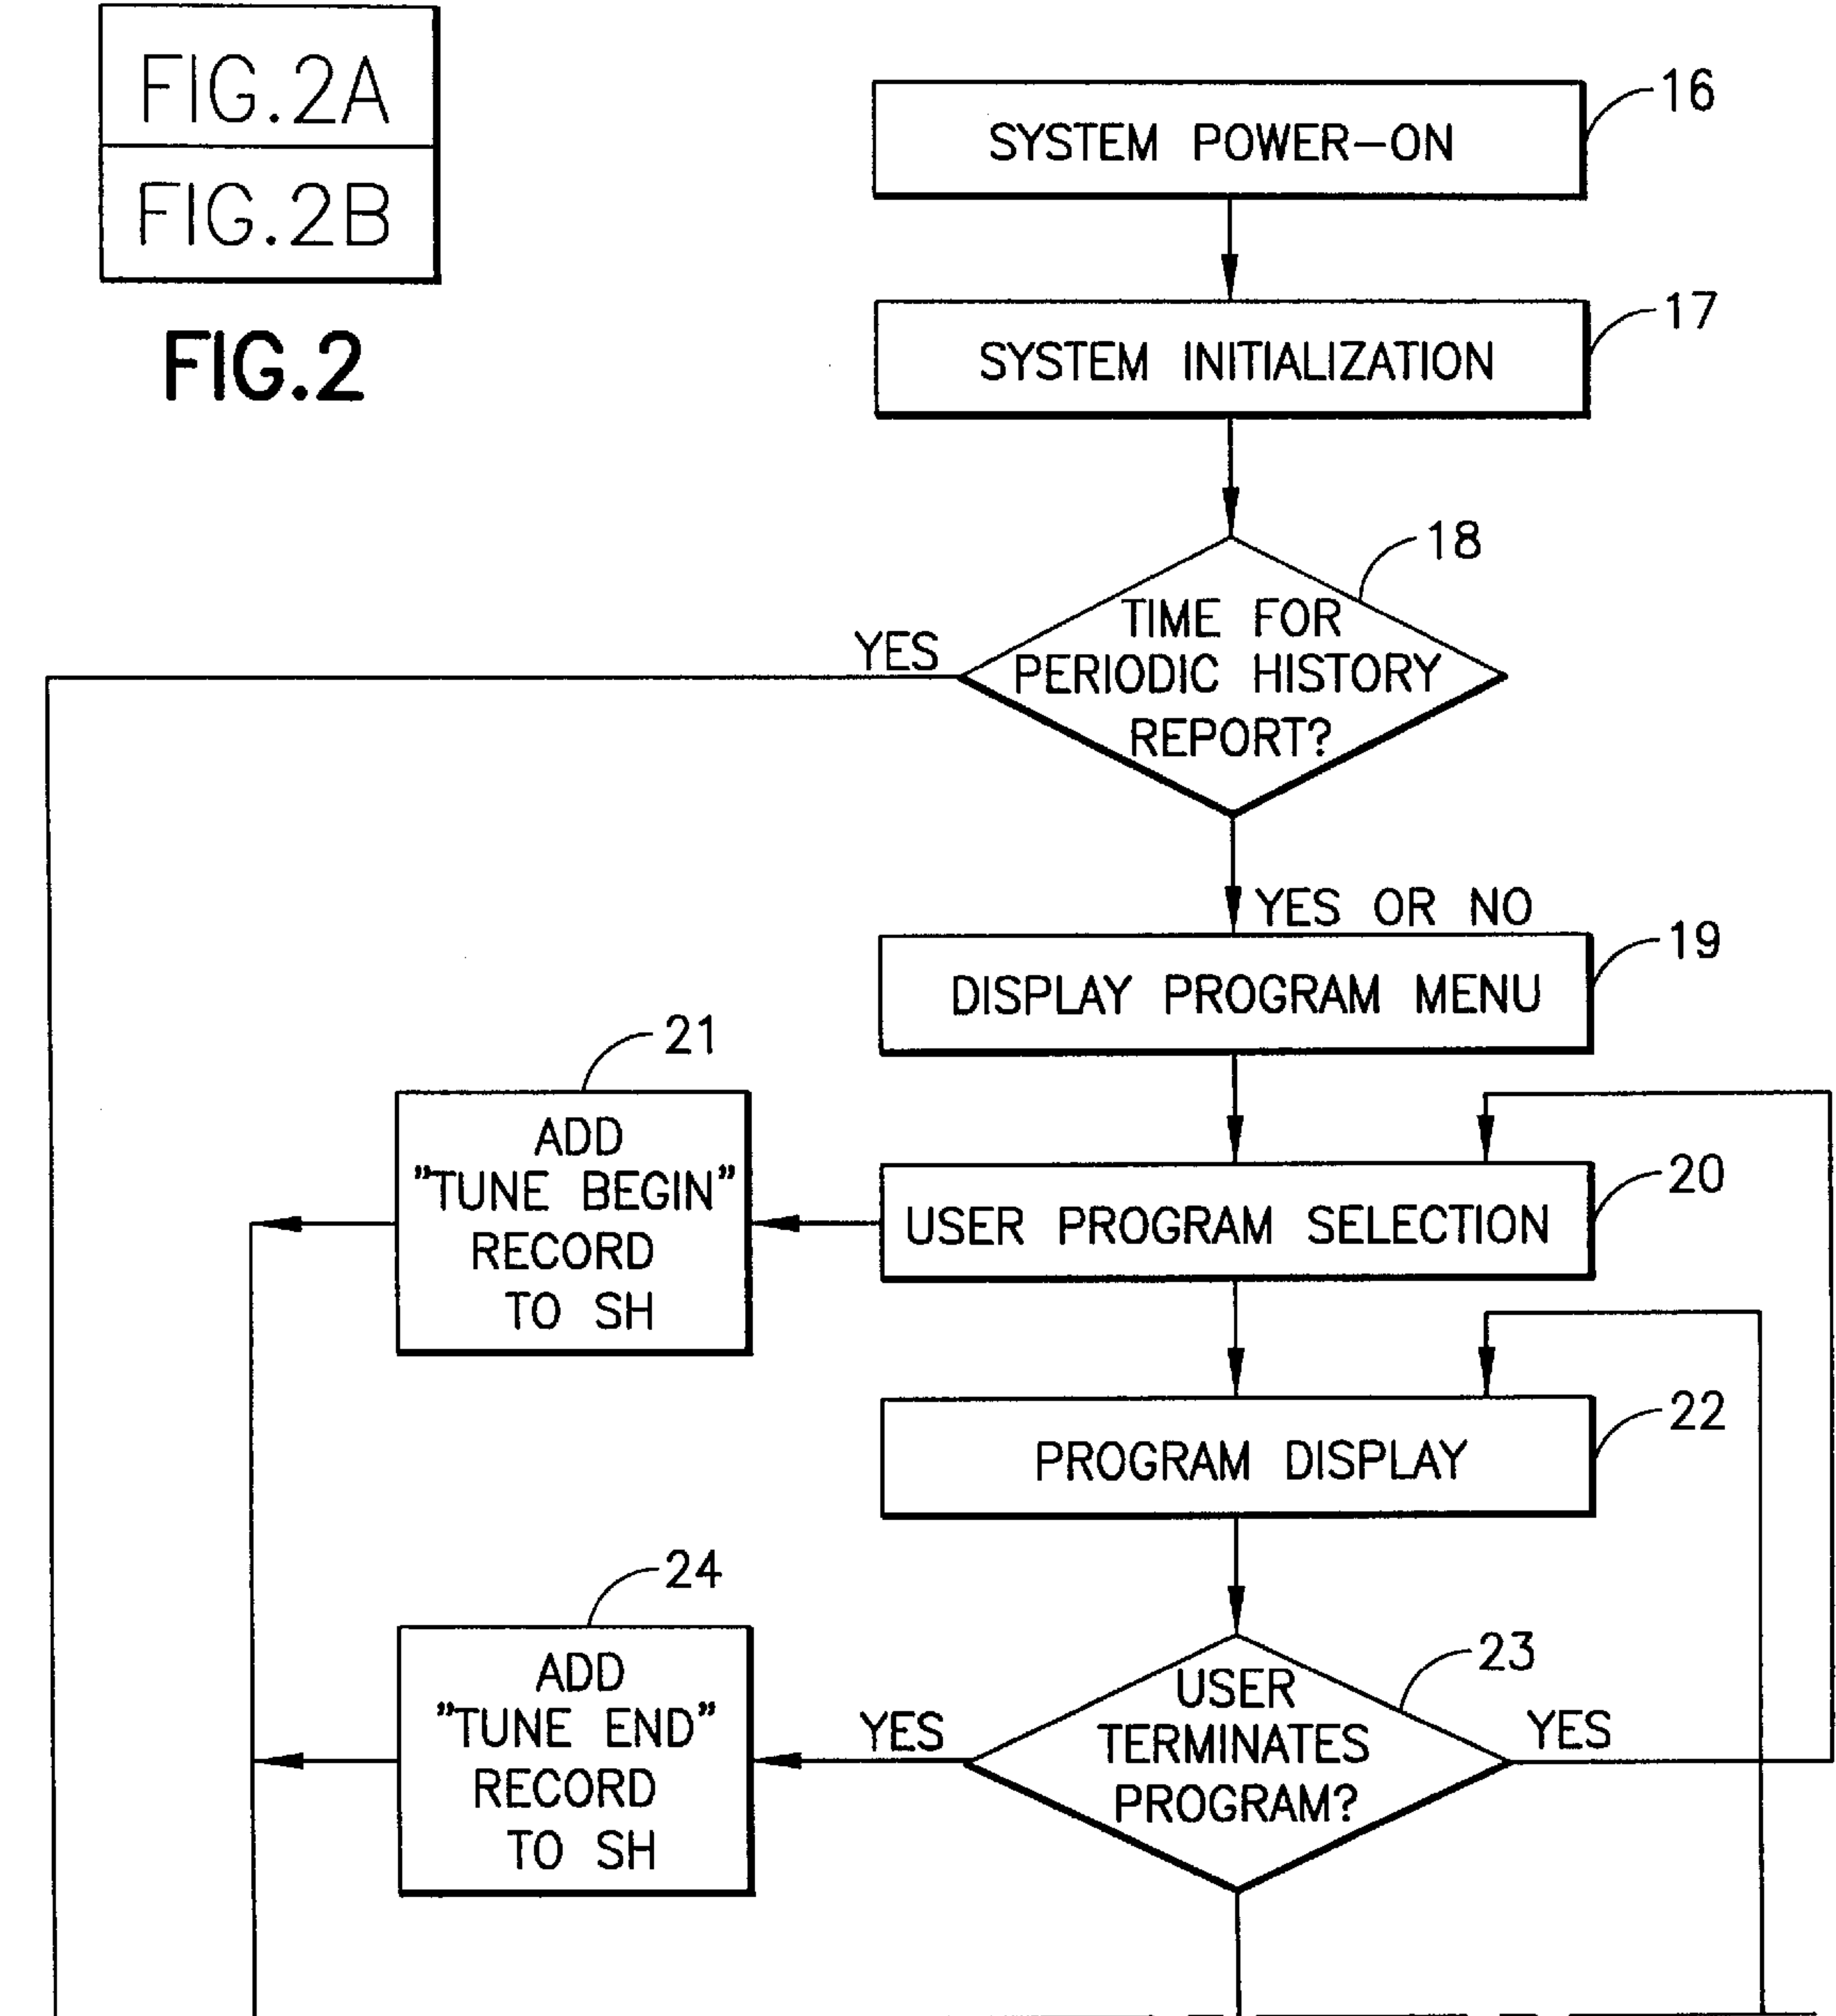 FIG.2A
FIG.2B
FIG.2
SYSTEM POWER-ON
16
SYSTEM INITIALIZATION
17
18
TIME FOR
PERIODIC HISTORY
REPORT?
YES
YES OR NO
DISPLAY PROGRAM MENU
19
21
ADD
"TUNE BEGIN"
RECORD
TO SH
USER PROGRAM SELECTION
20
PROGRAM DISPLAY
22
24
ADD
"TUNE END"
RECORD
TO SH
YES
23
USER
TERMINATES
PROGRAM?
YES